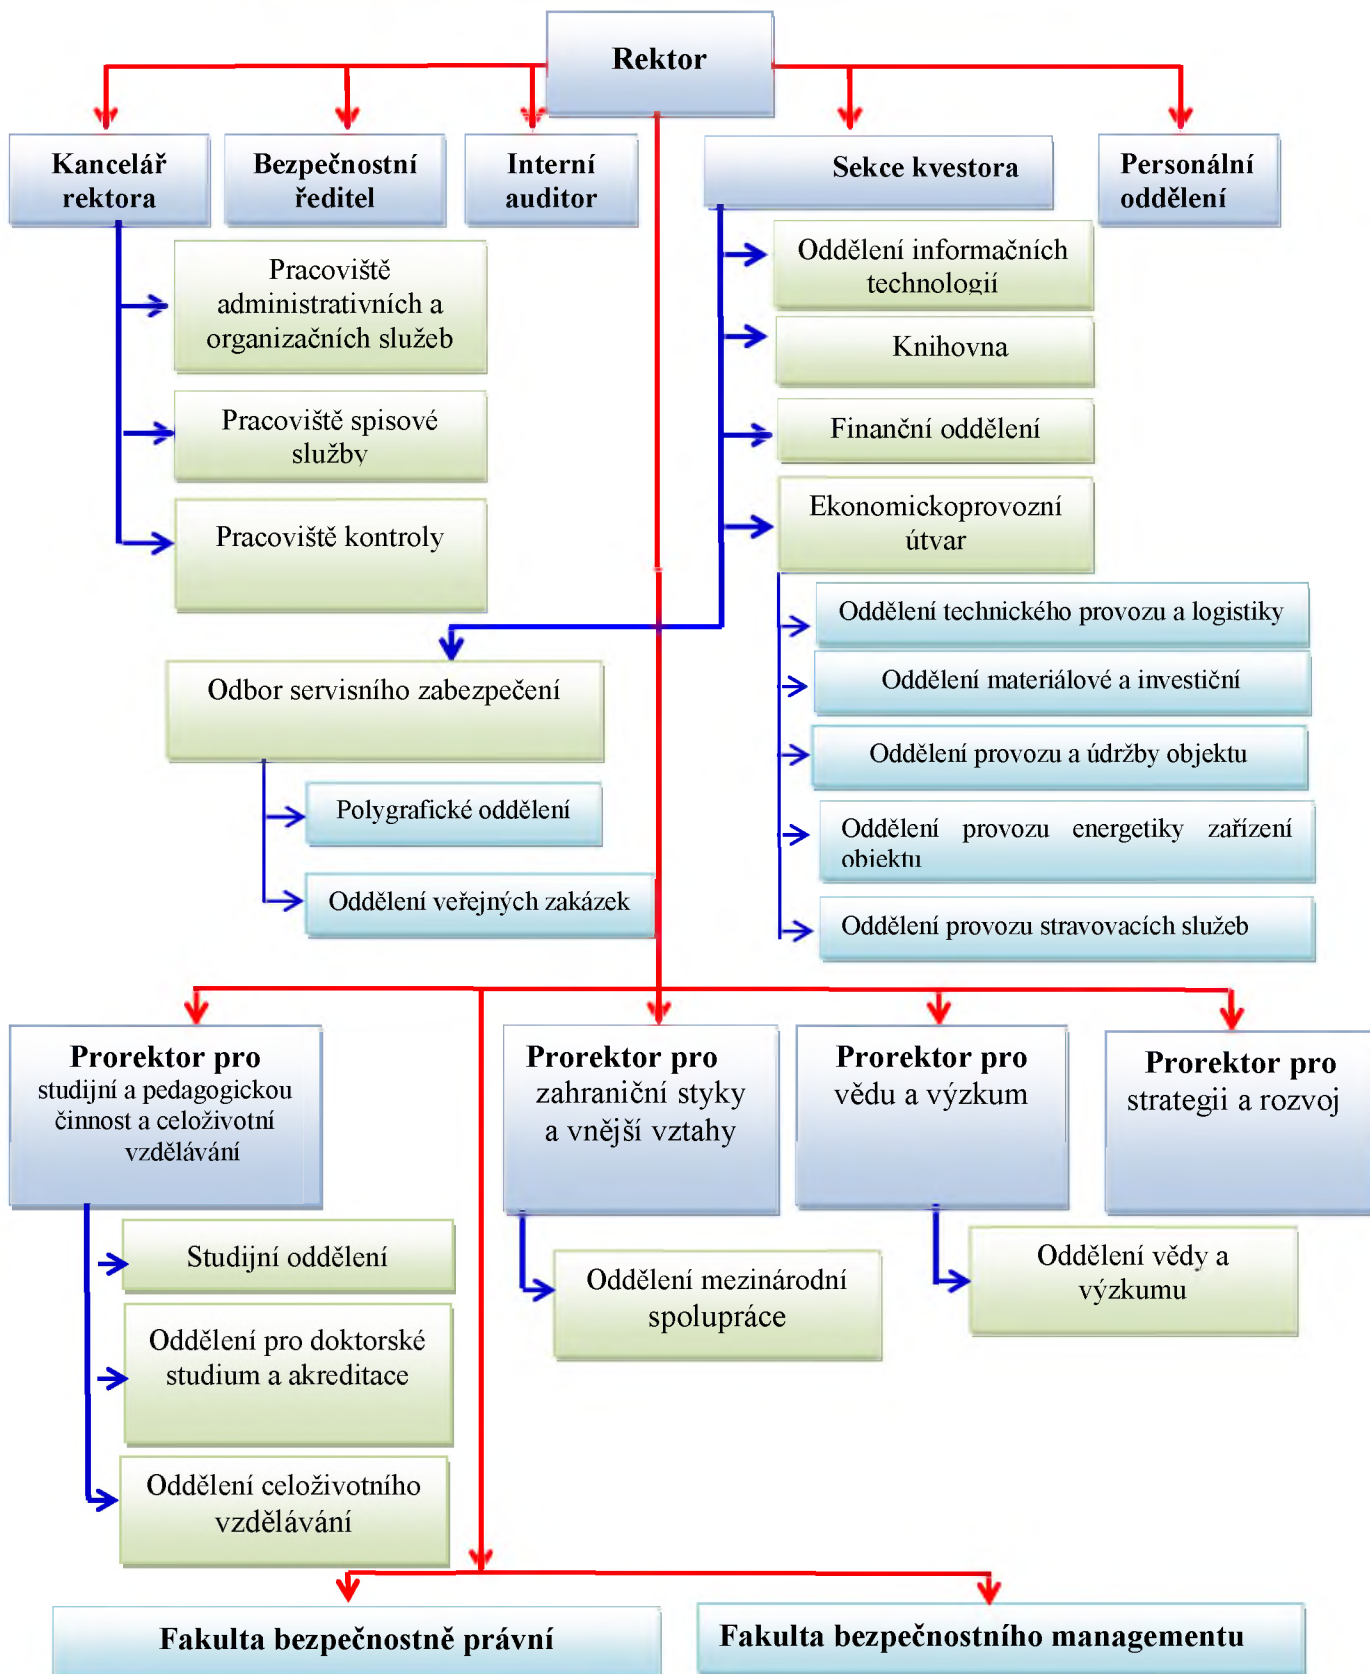 Rektor
Kancelář
rektora
Bezpečnostní
ředitel
Interní
auditor
Sekce kvestora
Personální
oddělení
Pracoviště
administrativních a
organizačních služeb
Pracoviště spisové
služby
Pracoviště kontroly
Oddělení informačních
technologií
Knihovna
Finanční oddělení
Ekonomickoprovozní
útvar
Oddělení technického provozu a logistiky
Oddělení materiálové a investiční
Oddělení provozu a údržby objektu
Oddělení provozu energetiky zařízení
objektu
Oddělení provozu stravovacích služeb
Odbor servisního zabezpečení
Polygrafické oddělení
Oddělení veřejných zakázek
Prorektor pro
studijní a pedagogickou
činnost a celoživotní
vzdělávání
Prorektor pro
zahraniční styky
a vnější vztahy
Prorektor pro
vědu a výzkum
Prorektor pro
strategii a rozvoj
Studijní oddělení
Oddělení pro doktorské
studium a akreditace
Oddělení celoživotního
vzdělávání
Oddělení mezinárodní
spolupráce
Oddělení vědy a
výzkumu
Fakulta bezpečnostně právní
Fakulta bezpečnostního managementu